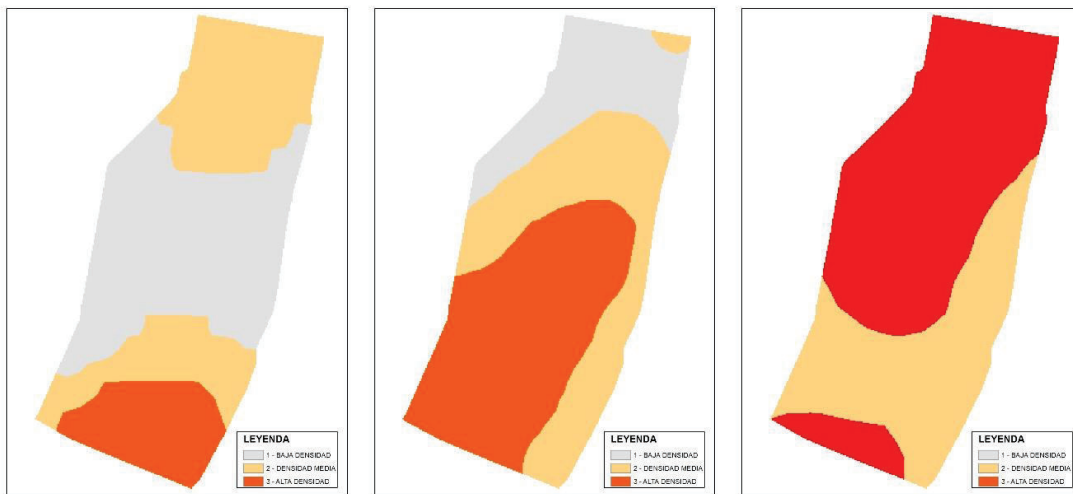 LEYENDA
1 - BAJA DENSIDAD
2 - DENSIDAD MEDIA
3 - ALTA DENSIDAD
LEYENDA
1 - BAJA DENSIDAD
2 - DENSIDAD MEDIA
3 - ALTA DENSIDAD
LEYENDA
1 - BAJA DENSIDAD
2 - DENSIDAD MEDIA
3 - ALTA DENSIDAD